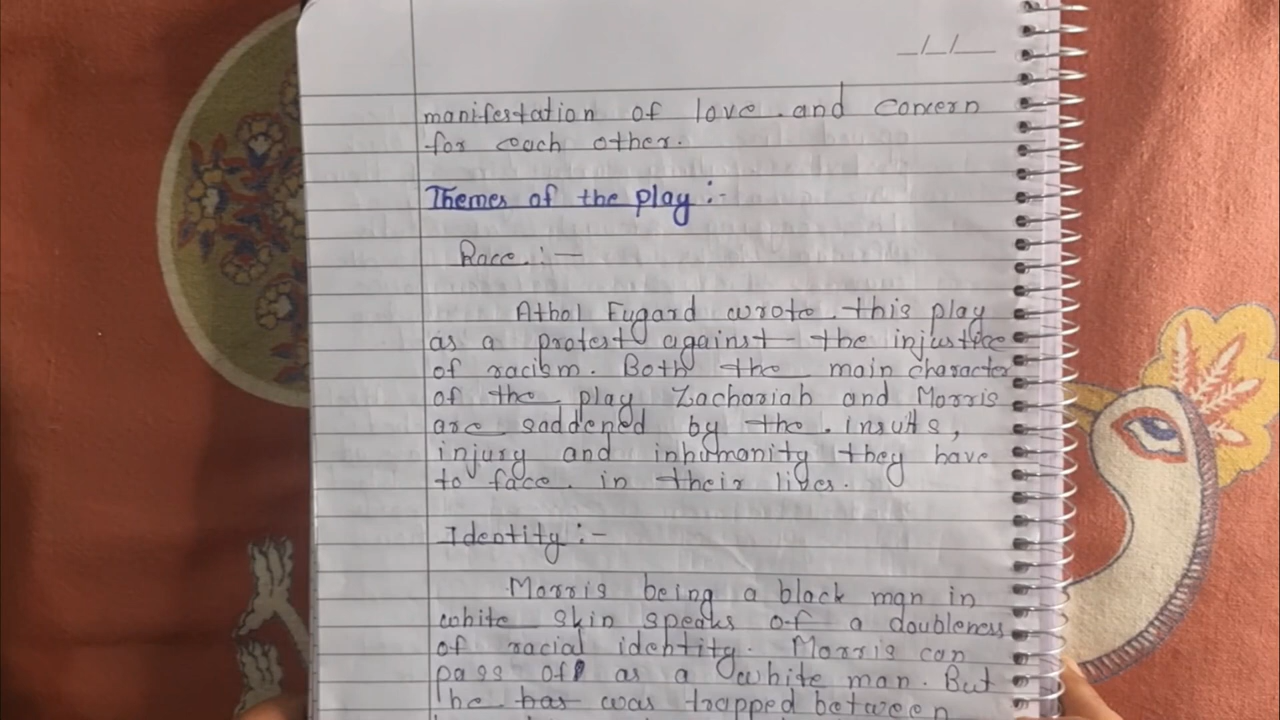 _/_/_
manifestation of love and concern
for each other.
Themes of the play :-
Race :-
Athol Fugard wrote this play
as a protest against the injustice
of racism. Both the main character
of the play Zachariah and Morris
are saddened by the insults,
injury and inhumanity they have
to face in their lives.
Identity :-
Morris being a black man in
white skin speaks of a doubleness
of racial identity. Morris can
pass off as a white man. But
he has was trapped between